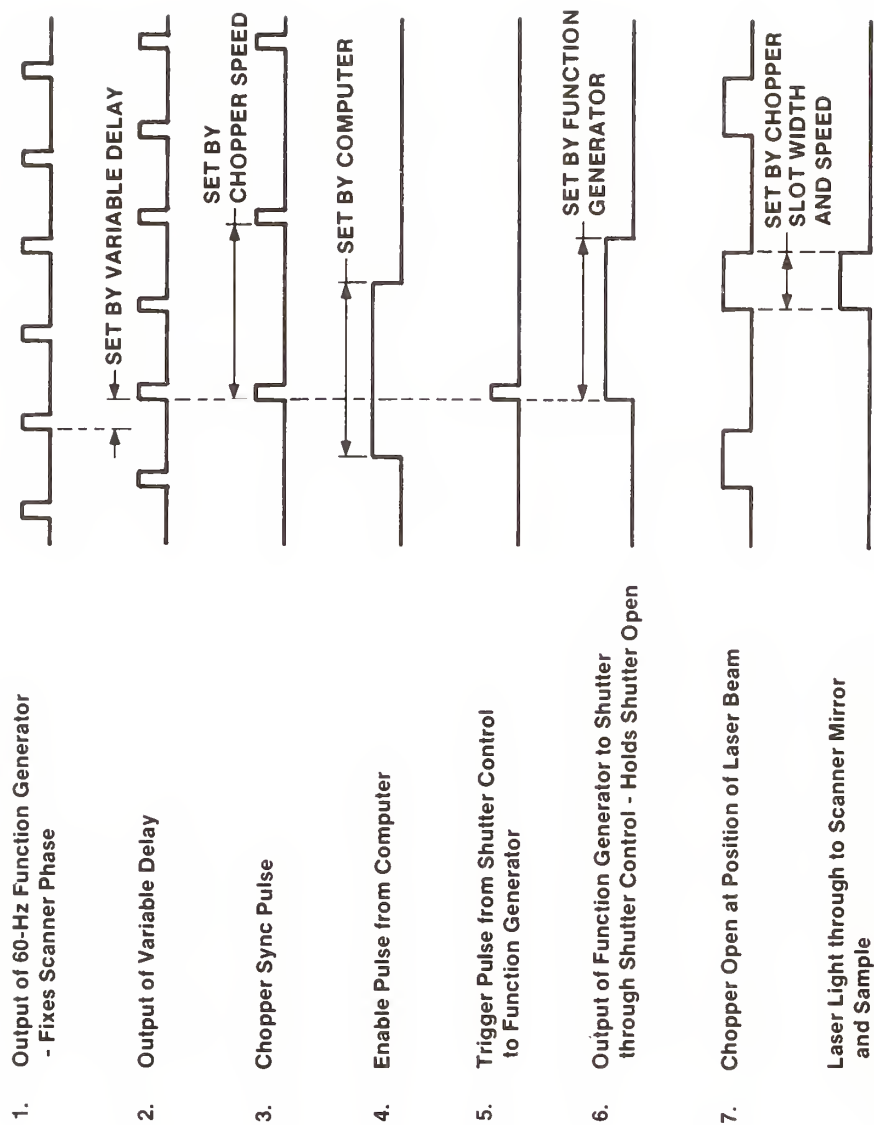 1. Output of 60-Hz Function Generator
- Fixes Scanner Phase
SET BY VARIABLE DELAY
2. Output of Variable Delay
SET BY
CHOPPER SPEED
3. Chopper Sync Pulse
SET BY COMPUTER
4. Enable Pulse from Computer
5. Trigger Pulse from Shutter Control
to Function Generator
SET BY FUNCTION
GENERATOR
6. Output of Function Generator to Shutter
through Shutter Control - Holds Shutter Open
7. Chopper Open at Position of Laser Beam
SET BY CHOPPER
SLOT WIDTH
AND SPEED
Laser Light through to Scanner Mirror
and Sample